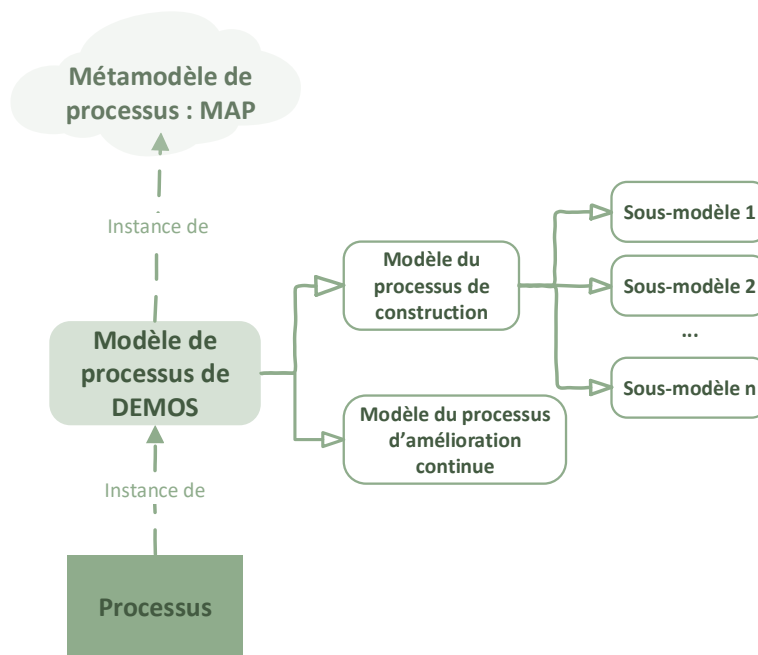 Métamodèle de
processus : MAP
Instance de
Modèle de
processus de
DEMOS
Instance de
Processus
Modèle du
processus de
construction
Modèle du processus
d’amélioration
continue
Sous-modèle 1
Sous-modèle 2
...
Sous-modèle n